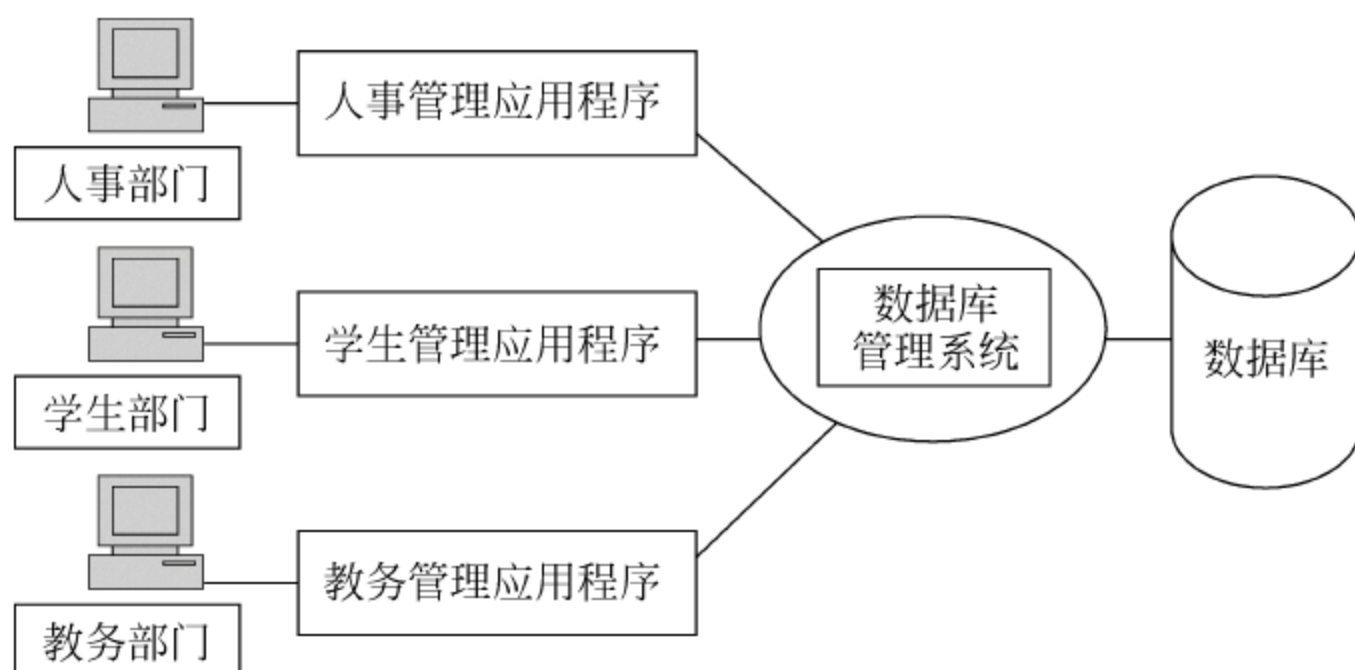 人事管理应用程序
人事部门
数据库
管理系统
学生管理应用程序
数据库
学生部门
教务管理应用程序
教务部门